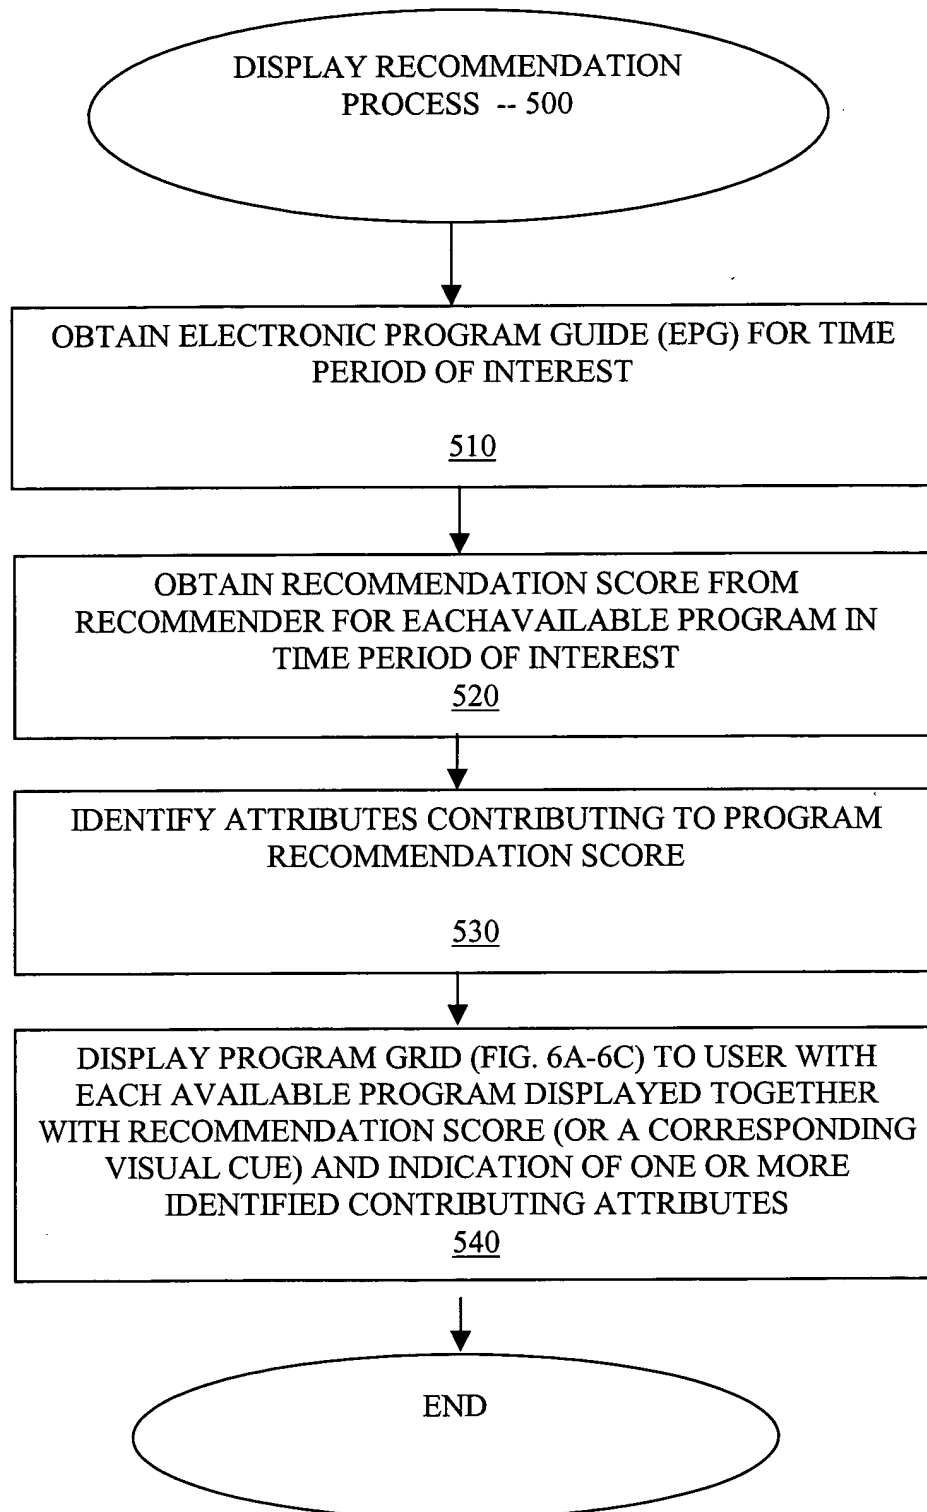 DISPLAY RECOMMENDATION
PROCESS -- 500
OBTAIN ELECTRONIC PROGRAM GUIDE (EPG) FOR TIME
PERIOD OF INTEREST
510
OBTAIN RECOMMENDATION SCORE FROM
RECOMMENDER FOR EACHAVAILABLE PROGRAM IN
TIME PERIOD OF INTEREST
520
IDENTIFY ATTRIBUTES CONTRIBUTING TO PROGRAM
RECOMMENDATION SCORE
530
DISPLAY PROGRAM GRID (FIG. 6A-6C) TO USER WITH
EACH AVAILABLE PROGRAM DISPLAYED TOGETHER
WITH RECOMMENDATION SCORE (OR A CORRESPONDING
VISUAL CUE) AND INDICATION OF ONE OR MORE
IDENTIFIED CONTRIBUTING ATTRIBUTES
540
END